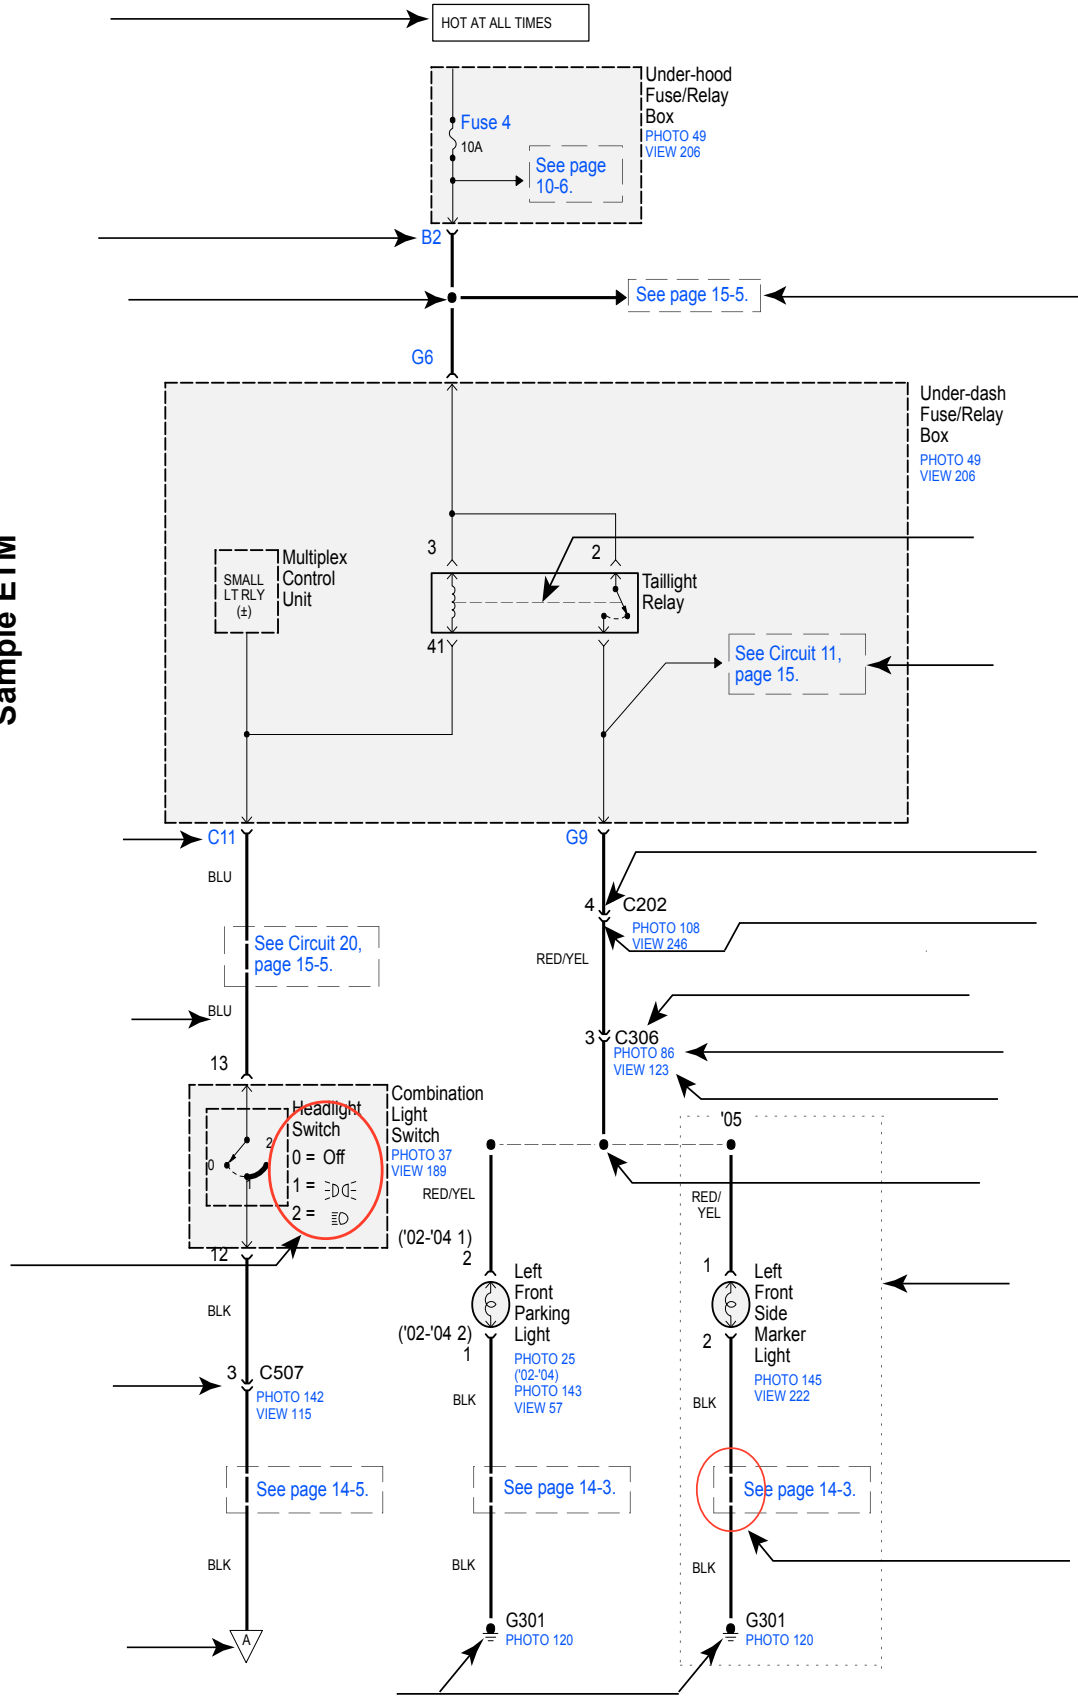 HOT AT ALL TIMES
Under-hood
Fuse/Relay
Box
PHOTO 49
VIEW 206
Fuse 4
10A
See page
10-6.
B2
See page 15-5.
G6
Under-dash
Fuse/Relay
Box
PHOTO 49
VIEW 206
Sample ETM
3
2
Multiplex
Control
Unit
SMALL
LT RLY
(±)
Taillight
Relay
41
See Circuit 11,
page 15.
C11
G9
BLU
4 C202
PHOTO 108
VIEW 246
See Circuit 20,
page 15-5.
RED/YEL
BLU
3 C306
PHOTO 86
VIEW 123
13
Combination
Light
Switch
PHOTO 37
VIEW 189
Headlight
Switch
0 = Off
1 =
2 =
0
2
1
12
'05
RED/YEL
RED/
YEL
('02-'04 1)
2
1
Left
Front
Parking
Light
PHOTO 25
('02-'04)
PHOTO 143
VIEW 57
Left
Front
Side
Marker
Light
PHOTO 145
VIEW 222
('02-'04 2)
1
2
BLK
3 C507
PHOTO 142
VIEW 115
BLK
BLK
See page 14-5.
See page 14-3.
See page 14-3.
BLK
BLK
BLK
A
G301
PHOTO 120
G301
PHOTO 120